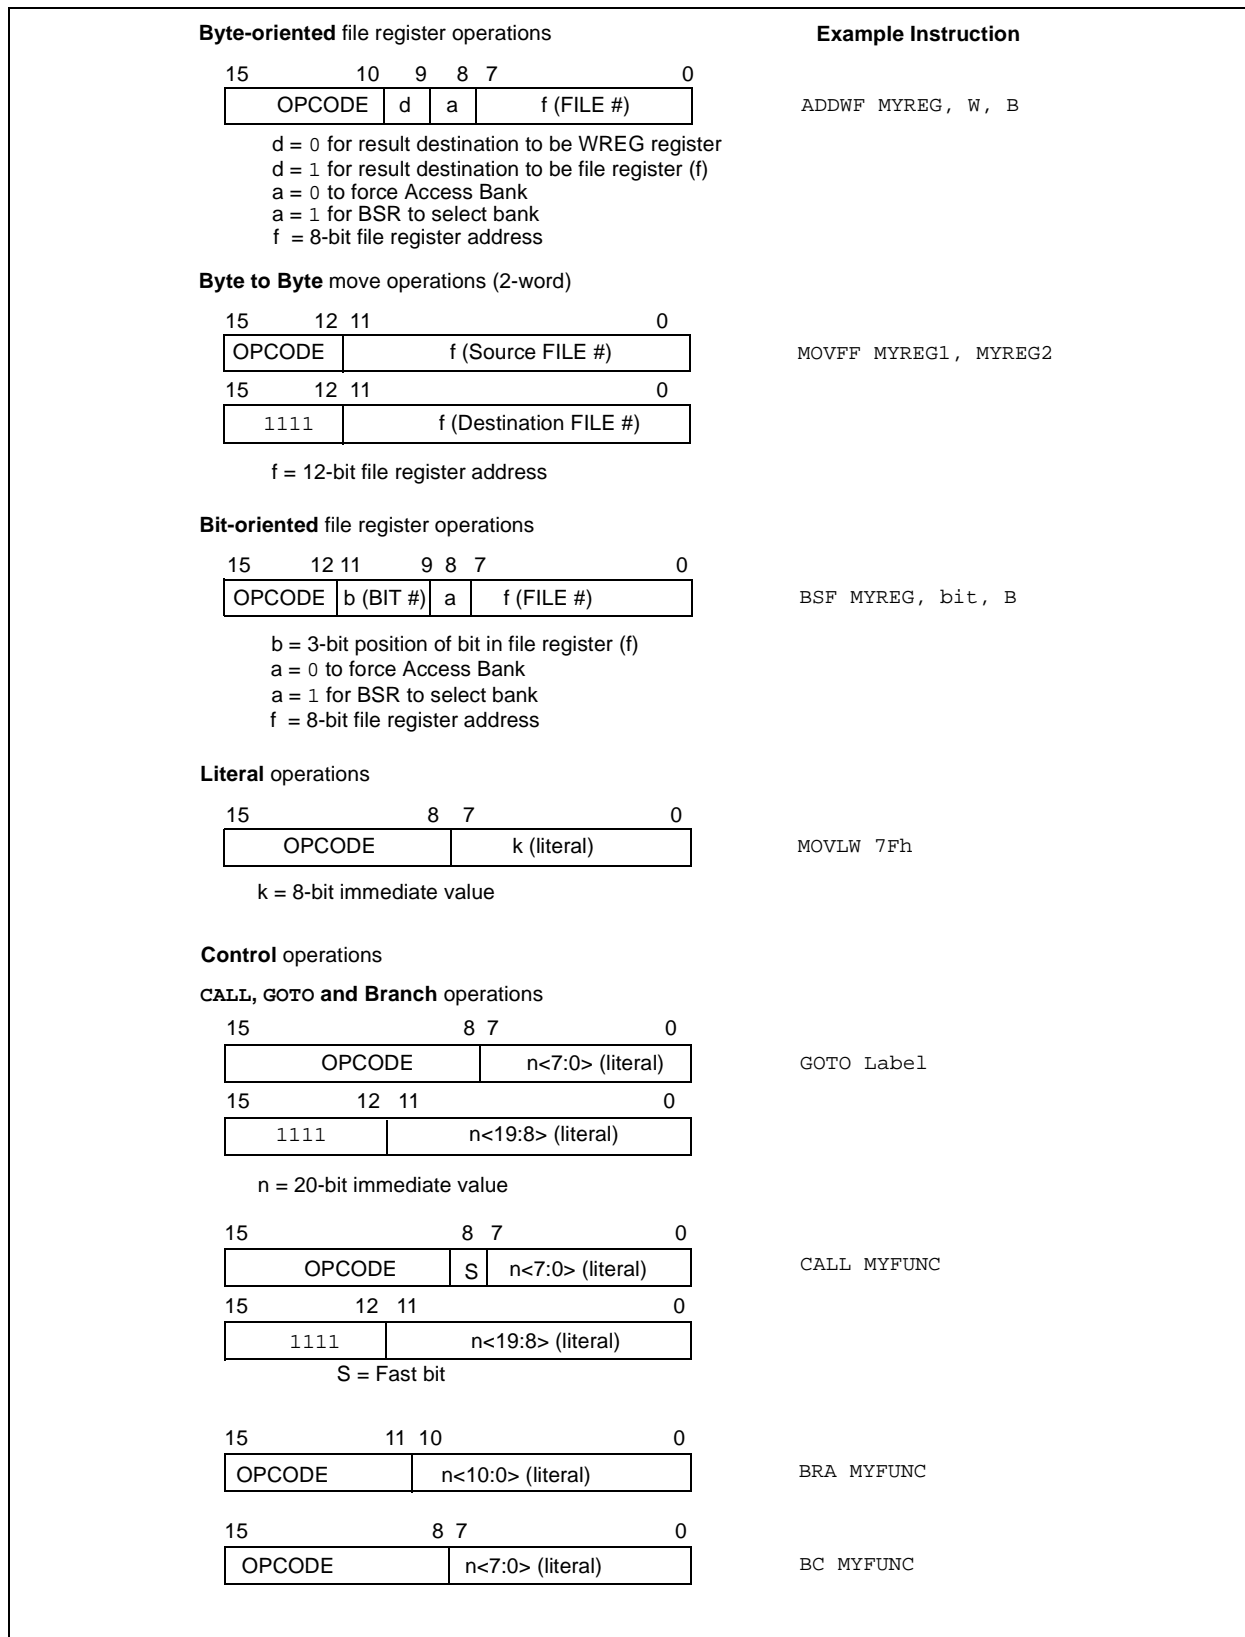 Byte-oriented file register operations Example Instruction
15 10 9 8 7 0
OPCODE d a f (FILE #) ADDWF MYREG, W, B
d = 0 for result destination to be WREG register
d = 1 for result destination to be file register (f)
a = 0 to force Access Bank
a = 1 for BSR to select bank
f = 8-bit file register address
Byte to Byte move operations (2-word)
15 12 11 0
OPCODE f (Source FILE #) MOVFF MYREG1, MYREG2
15 12 11 0
1111 f (Destination FILE #)
f = 12-bit file register address
Bit-oriented file register operations
15 12 11 9 8 7 0
OPCODE b (BIT #) a f (FILE #) BSF MYREG, bit, B
b = 3-bit position of bit in file register (f)
a = 0 to force Access Bank
a = 1 for BSR to select bank
f = 8-bit file register address
Literal operations
15 8 7 0
OPCODE k (literal) MOVLW 7Fh
k = 8-bit immediate value
Control operations
CALL, GOTO and Branch operations
15 8 7 0
OPCODE n<7:0> (literal) GOTO Label
15 12 11 0
1111 n<19:8> (literal)
n = 20-bit immediate value
15 8 7 0
OPCODE S n<7:0> (literal) CALL MYFUNC
15 12 11 0
1111 n<19:8> (literal)
S = Fast bit
15 11 10 0
OPCODE n<10:0> (literal) BRA MYFUNC
15 8 7 0
OPCODE n<7:0> (literal) BC MYFUNC